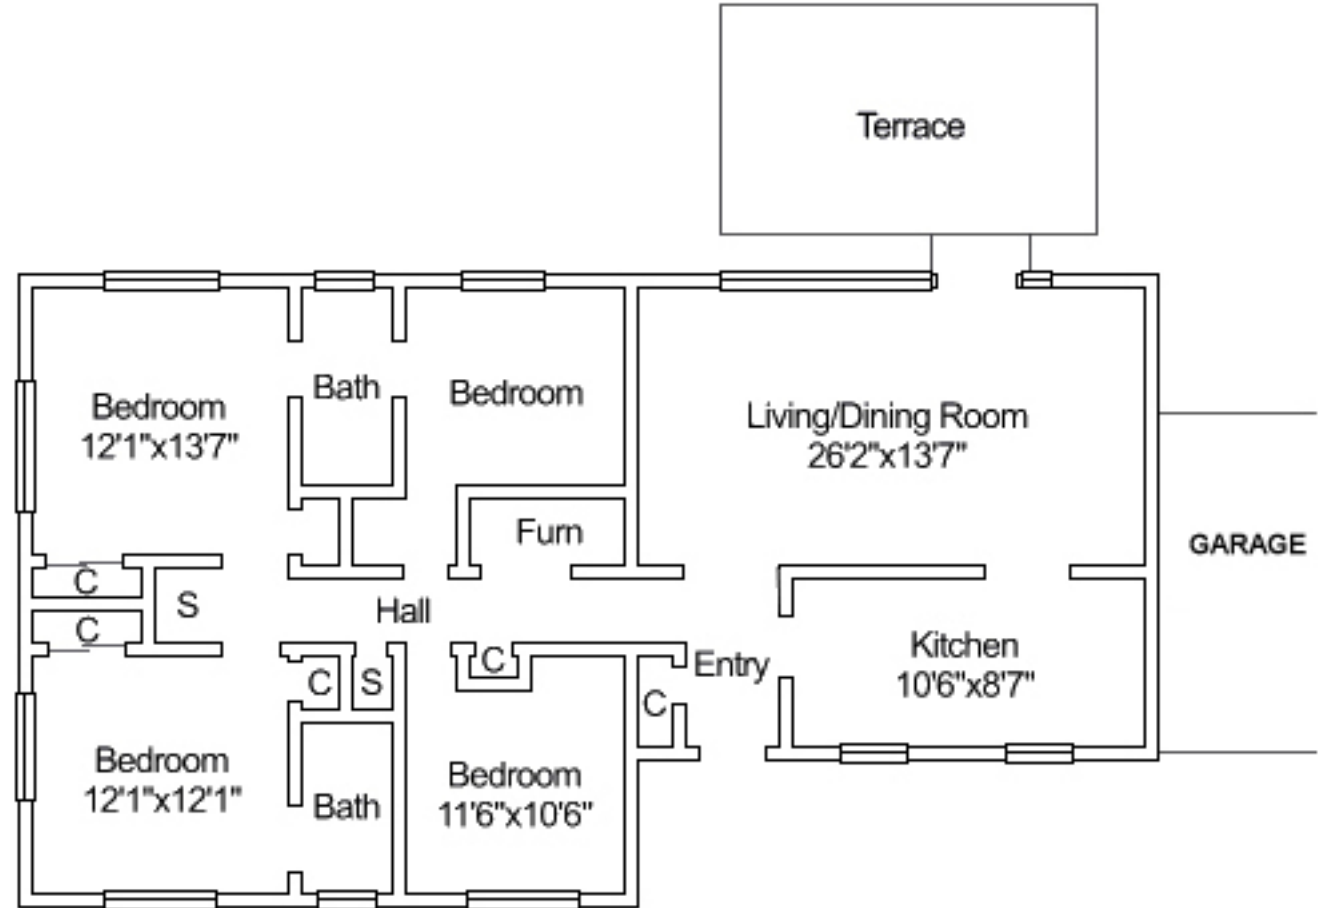 Terrace
Bath
Bedroom
Bedroom
12'1"x13'7"
Living/Dining Room
26'2"x13'7"
Furn
GARAGE
C
S
Hall
C
Kitchen
10'6"x8'7"
C
Entry
C
S
C
Bedroom
12'1"x12'1"
Bath
Bedroom
11'6"x10'6"